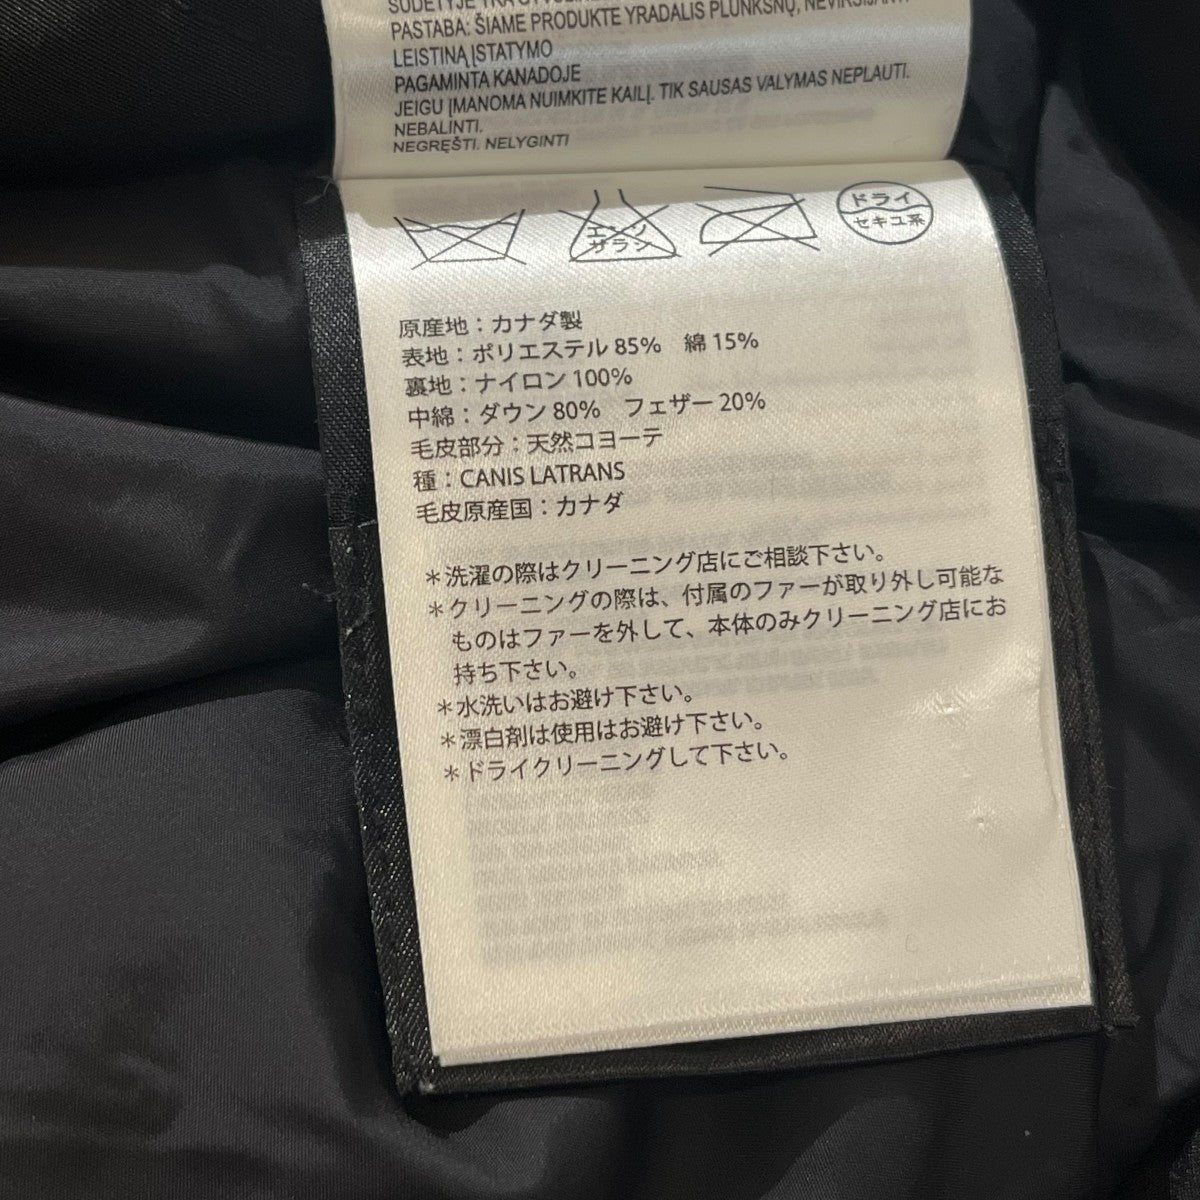 PASTABA: ŠIAME PRODUKTE YRADALIS PLUNKSNŲ,
LEISTINĄ ĮSTATYMO
PAGAMINTA KANADOJE
JEIGU ĮMANOMA NUIMKITE KAILĮ. TIK SAUSAS VALYMAS NEPLAUTI.
NEBALINTI.
NEGRĘŠTI. NELYGINTI
エンソ
サラシ
ドライ
セキユ系
原産地：カナダ製
表地：ポリエステル 85%　綿 15%
裏地：ナイロン 100%
中綿：ダウン 80%　フェザー 20%
毛皮部分：天然コヨーテ
種：CANIS LATRANS
毛皮原産国：カナダ
＊洗濯の際はクリーニング店にご相談下さい。
＊クリーニングの際は、付属のファーが取り外し可能な
ものはファーを外して、本体のみクリーニング店にお
持ち下さい。
＊水洗いはお避け下さい。
＊漂白剤は使用はお避け下さい。
＊ドライクリーニングして下さい。